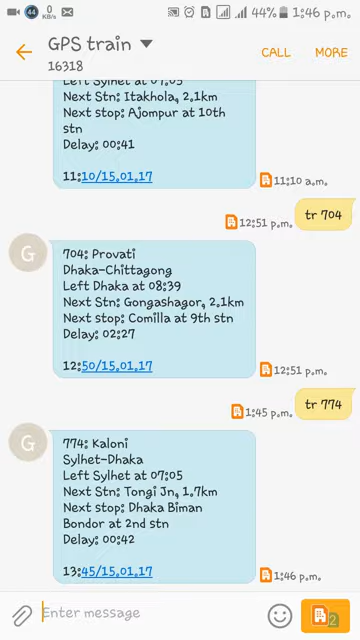 44 0 KB/s 44% 1:46 p.m.
GPS train
16318
CALL MORE
Left Sylhet at 07:05
Next Stn: Itakhola, 2.1km
Next stop: Ajompur at 10th
stn
Delay: 00:41
11:10/15.01.17
11:10 a.m.
tr 704
12:51 p.m.
G
704: Provati
Dhaka-Chittagong
Left Dhaka at 08:39
Next Stn: Gongashagor, 2.1km
Next stop: Comilla at 9th stn
Delay: 02:27
12:50/15.01.17
12:51 p.m.
tr 774
1:45 p.m.
G
774: Kaloni
Sylhet-Dhaka
Left Sylhet at 07:05
Next Stn: Tongi Jn, 1.7km
Next stop: Dhaka Biman
Bondor at 2nd stn
Delay: 00:42
13:45/15.01.17
1:46 p.m.
Enter message
2